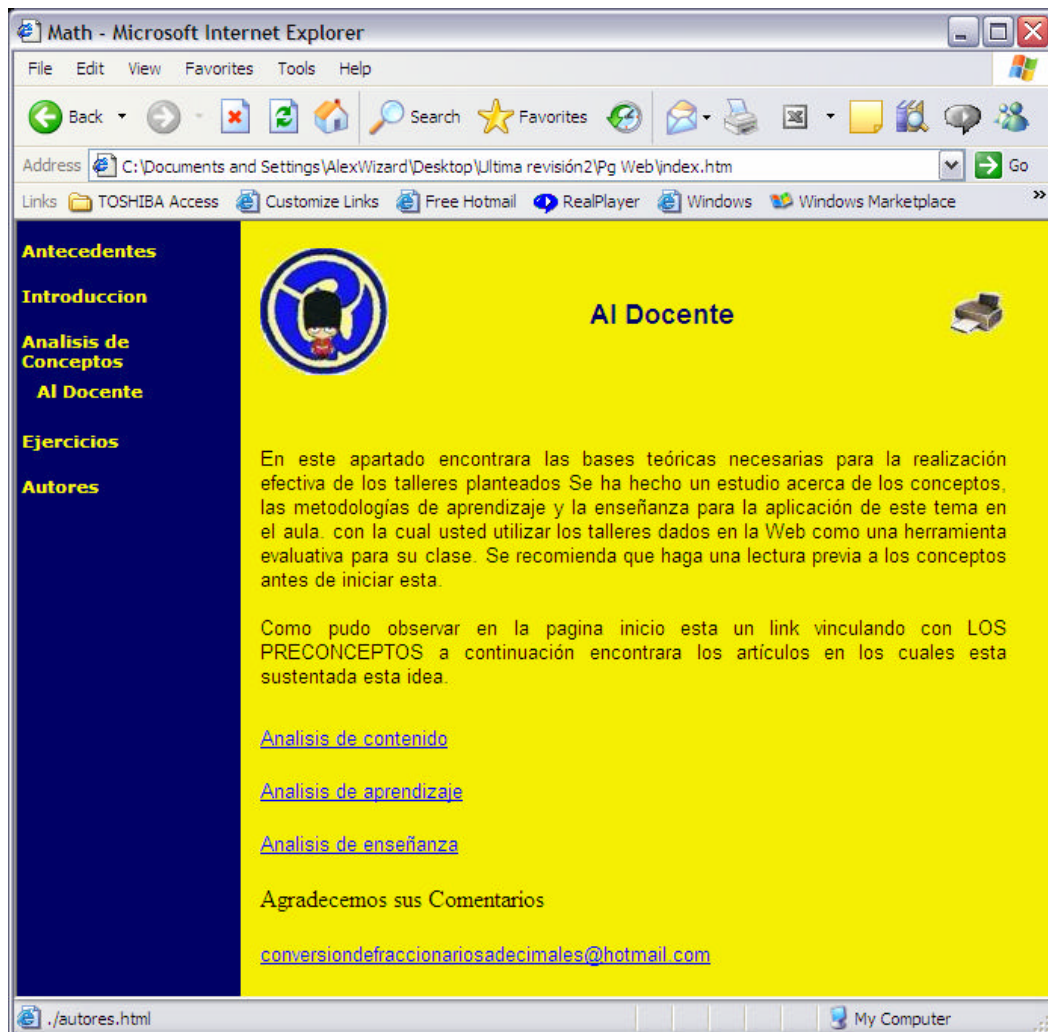 Math - Microsoft Internet Explorer
File Edit View Favorites Tools Help
Back Search Favorites
Address C:\Documents and Settings\AlexWizard\Desktop\Ultima revisión2\Pg Web\index.htm Go
Links TOSHIBA Access Customize Links Free Hotmail RealPlayer Windows Windows Marketplace »
Antecedentes
Introduccion
Analisis de
Conceptos
Al Docente
Ejercicios
Autores
Al Docente
En este apartado encontrara las bases teóricas necesarias para la realización
efectiva de los talleres planteados Se ha hecho un estudio acerca de los conceptos,
las metodologías de aprendizaje y la enseñanza para la aplicación de este tema en
el aula. con la cual usted utilizar los talleres dados en la Web como una herramienta
evaluativa para su clase. Se recomienda que haga una lectura previa a los conceptos
antes de iniciar esta.
Como pudo observar en la pagina inicio esta un link vinculando con LOS
PRECONCEPTOS a continuación encontrara los artículos en los cuales esta
sustentada esta idea.
Analisis de contenido
Analisis de aprendizaje
Analisis de enseñanza
Agradecemos sus Comentarios
conversiondefraccionariosadecimales@hotmail.com
./autores.html My Computer